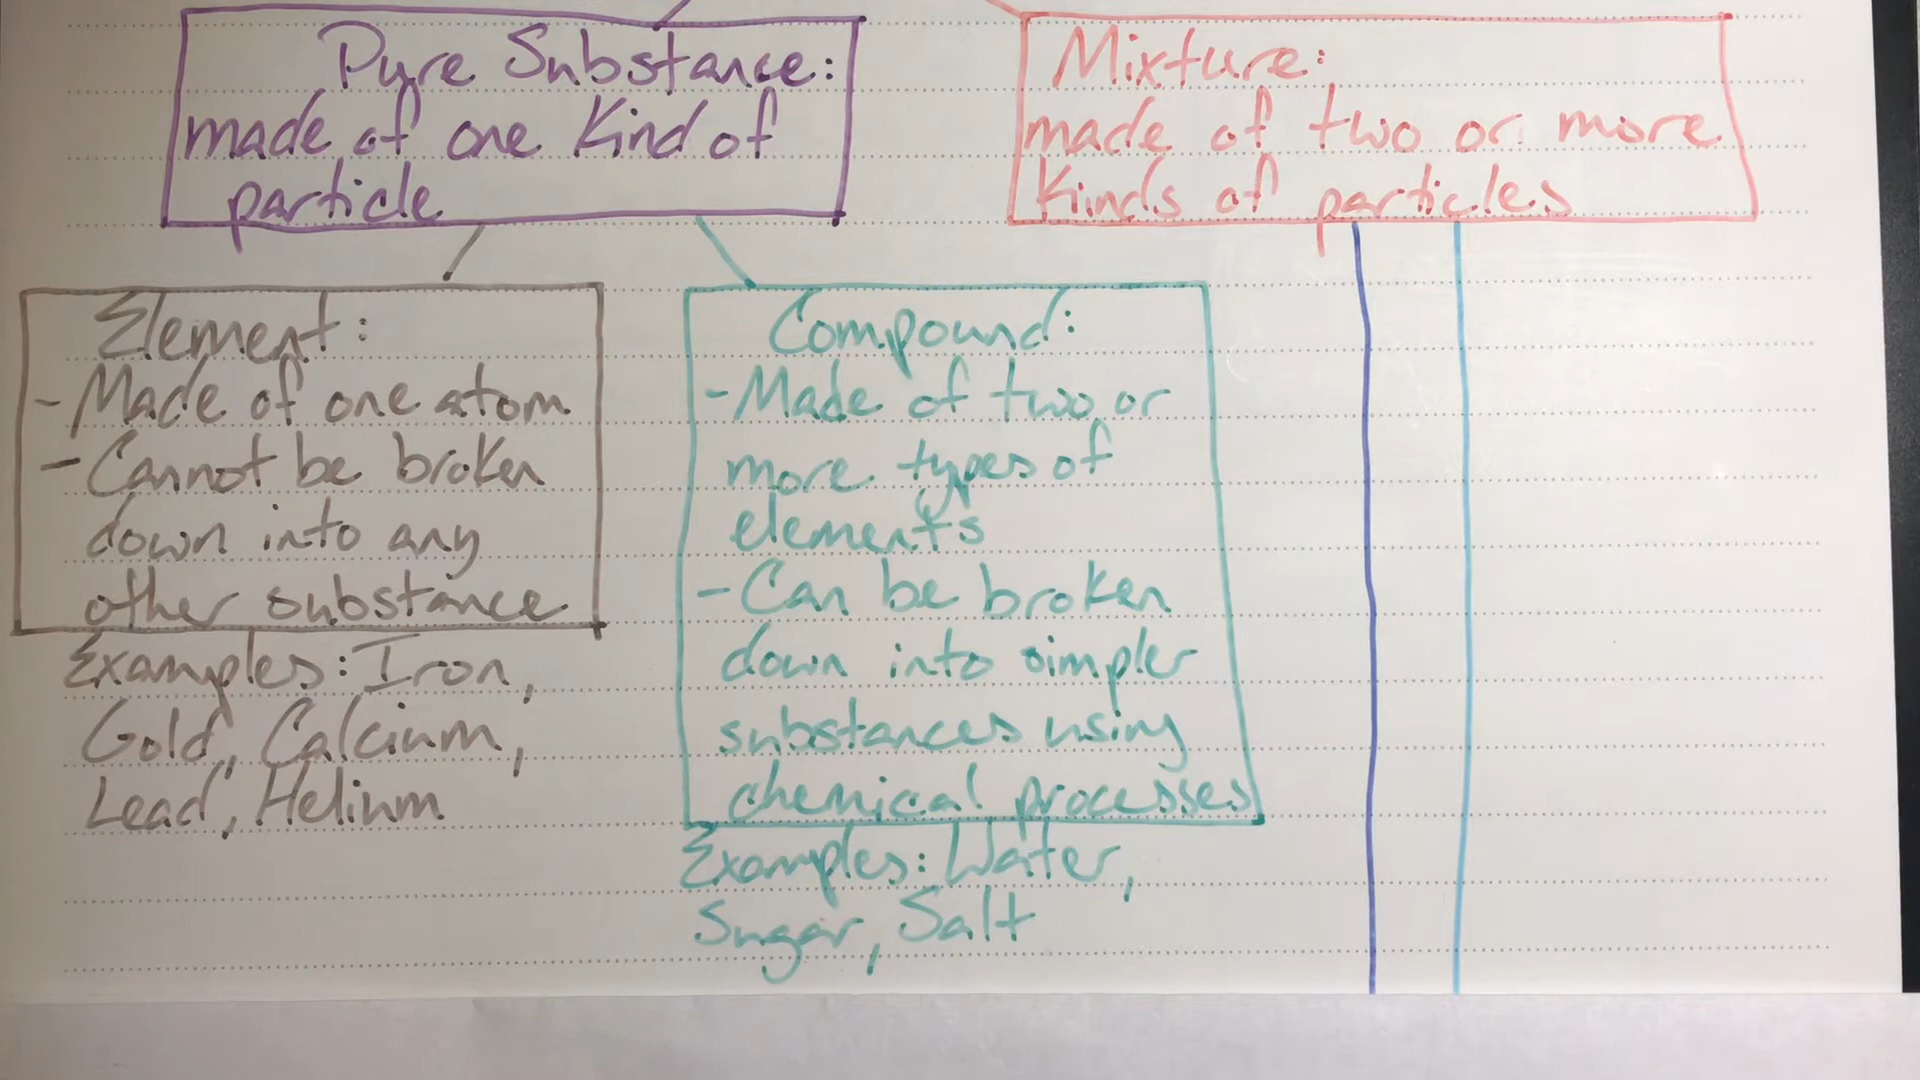 Pure Substance:
made of one Kind of
particle
Mixture:
made of two or more
Kinds of particles
Element:
- Made of one atom
- Cannot be broken
down into any
other substance
Examples: Iron,
Gold, Calcium,
Lead, Helium
Compound:
- Made of two or
more types of
elements
- Can be broken
down into simpler
substances using
chemical processes
Examples: Water,
Sugar, Salt